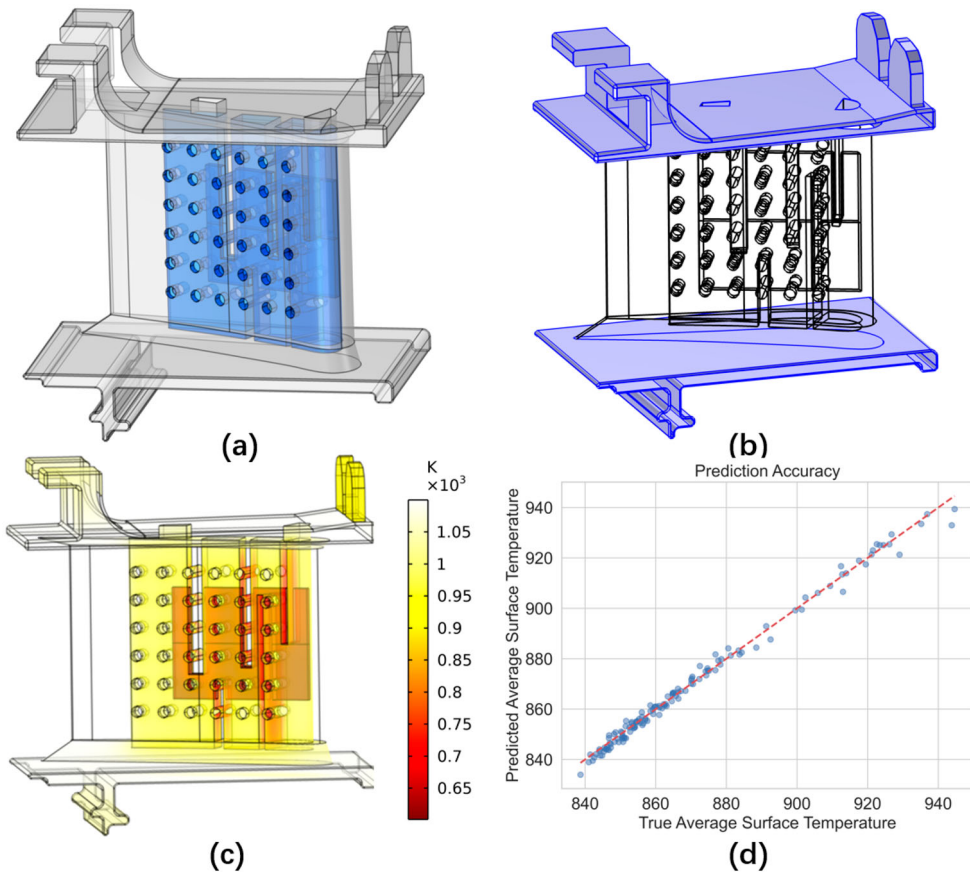 (a)
(b)
K
×10³
1.05
1
0.95
0.9
0.85
0.8
0.75
0.7
0.65
(c)
Prediction Accuracy
Predicted Average Surface Temperature
940
920
900
880
860
840
840 860 880 900 920 940
True Average Surface Temperature
(d)